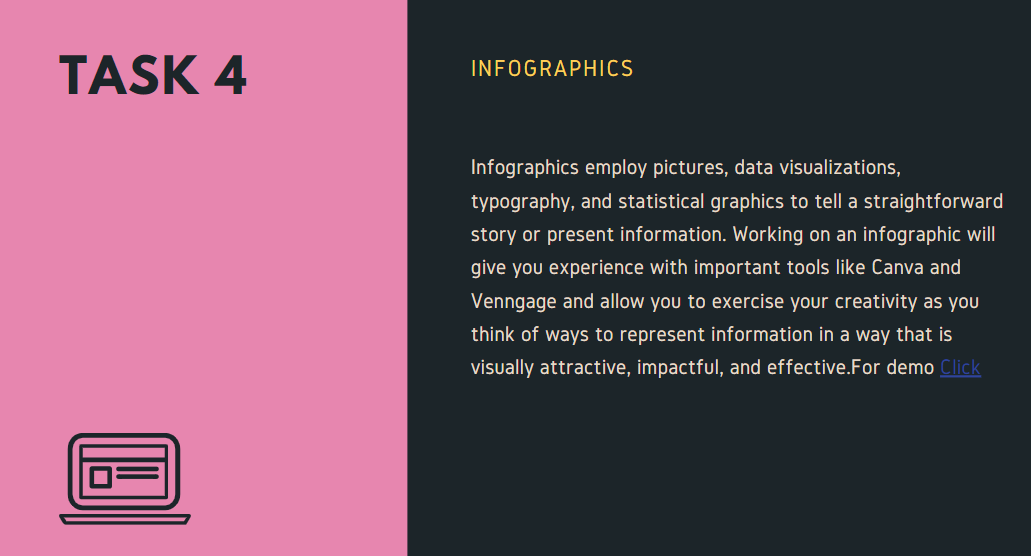 TASK 4
INFOGRAPHICS
Infographics employ pictures, data visualizations,
typography, and statistical graphics to tell a straightforward
story or present information. Working on an infographic will
give you experience with important tools like Canva and
Venngage and allow you to exercise your creativity as you
think of ways to represent information in a way that is
visually attractive, impactful, and effective.For demo Click